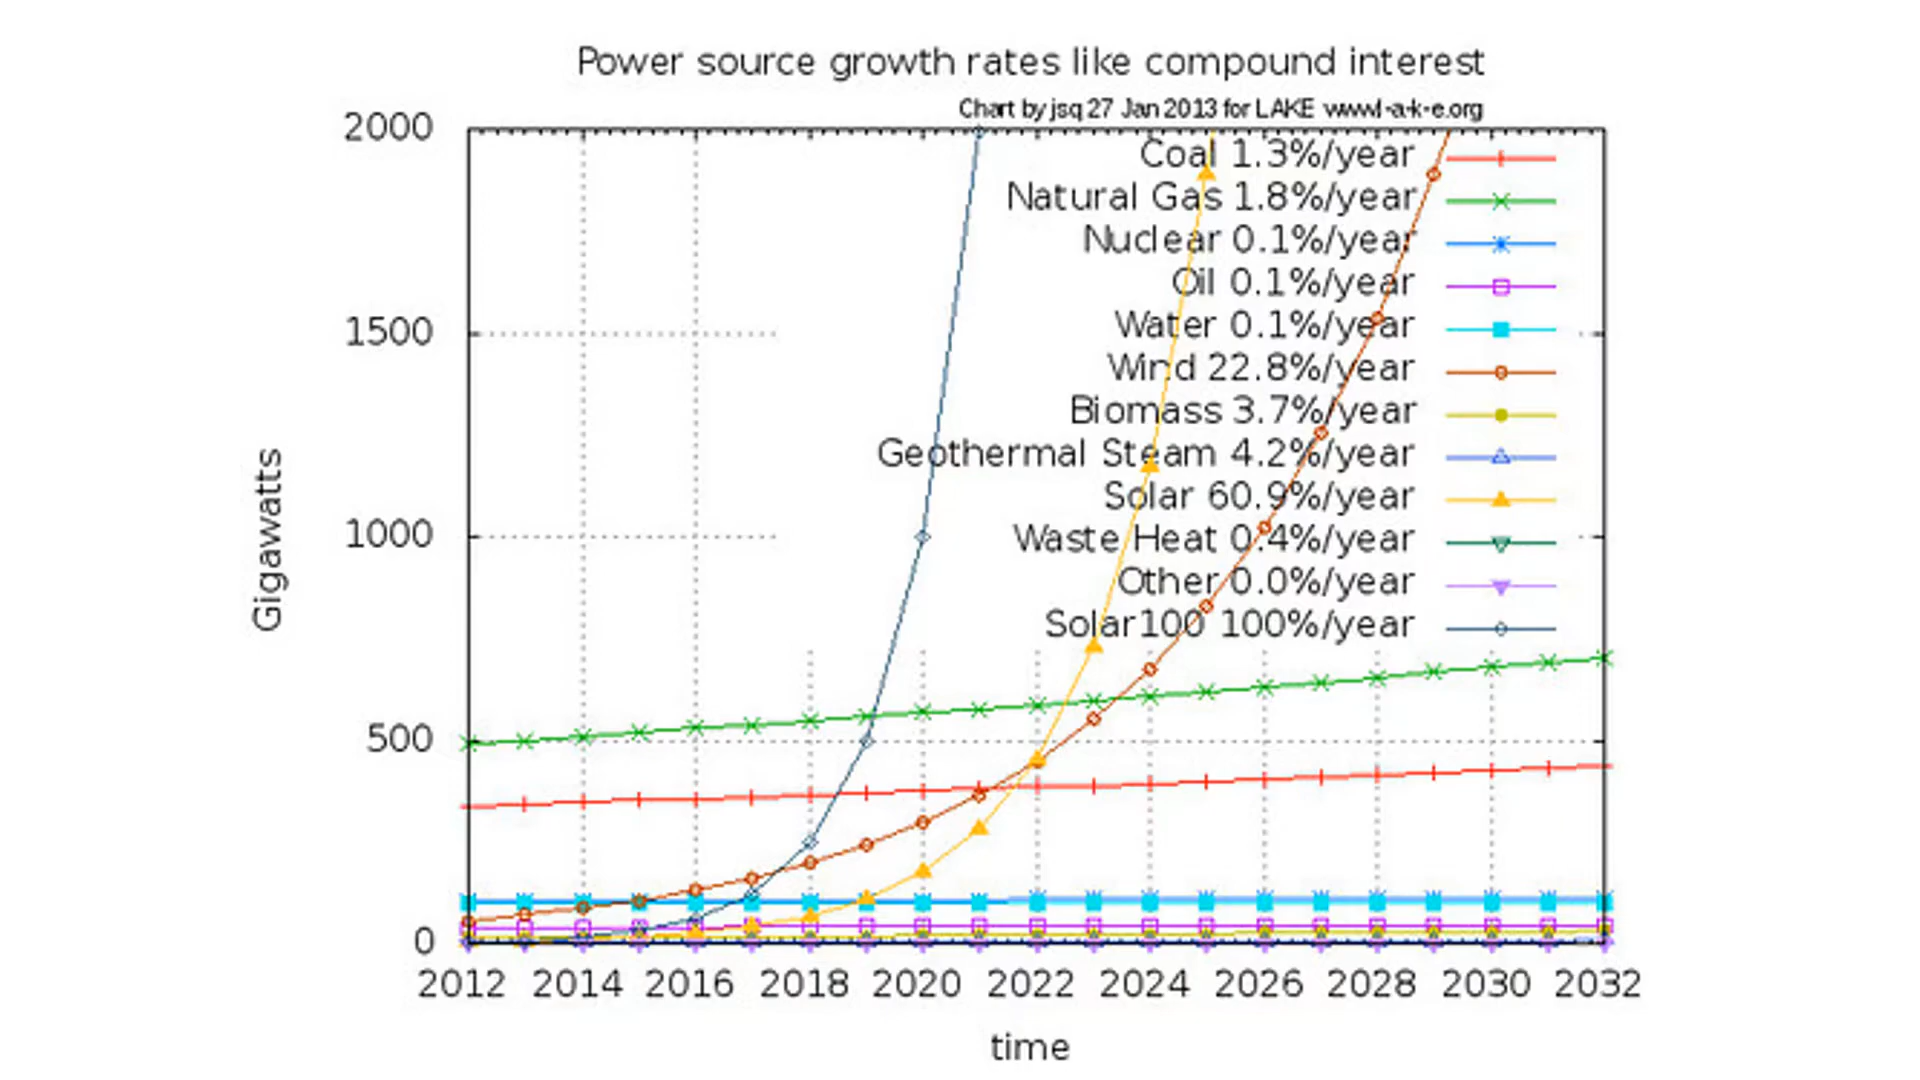 Power source growth rates like compound interest
Chart by jsq 27 Jan 2013 for LAKE www.l-a-k-e.org
2000
1500
1000
500
0
Gigawatts
Coal 1.3%/year
Natural Gas 1.8%/year
Nuclear 0.1%/year
Oil 0.1%/year
Water 0.1%/year
Wind 22.8%/year
Biomass 3.7%/year
Geothermal Steam 4.2%/year
Solar 60.9%/year
Waste Heat 0.4%/year
Other 0.0%/year
Solar100 100%/year
2012 2014 2016 2018 2020 2022 2024 2026 2028 2030 2032
time